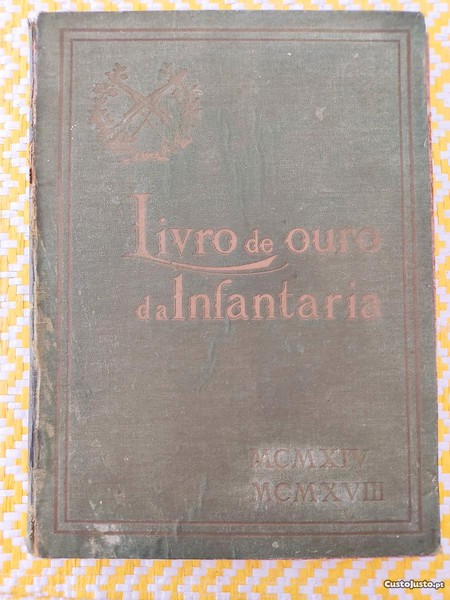 Livro de ouro
da Infantaria
MCMXIV
MCMXVIII
CustoJusto.pt